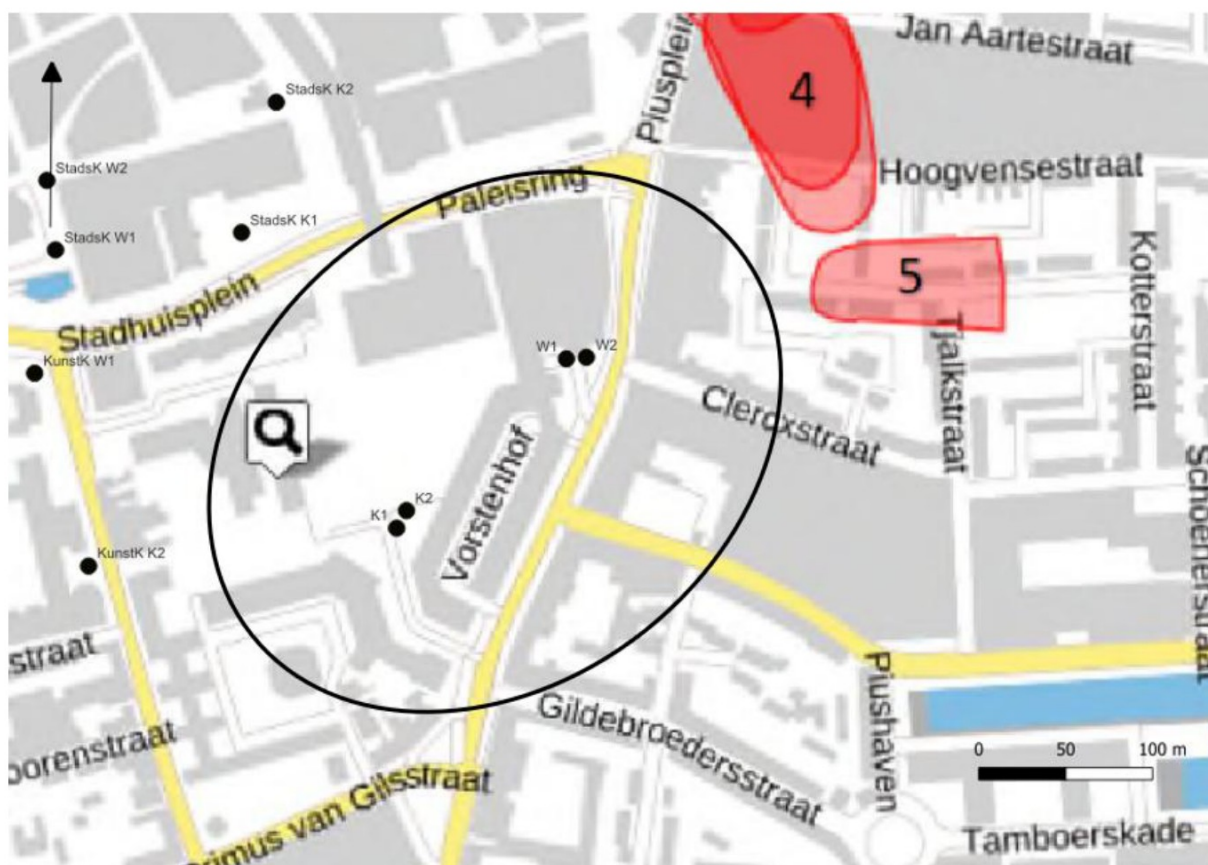 Jan Aartestraat
Piusplein
4
StadsK K2
StadsK W2
Hoogvensestraat
Paleisring
StadsK K1
StadsK W1
5
Kotterstraat
Stadhuisplein
Tjalkstraat
KunstK W1
W1
W2
Clercxstraat
Vorstenhof
Schoenerstraat
K2
K1
KunstK K2
straat
Piushaven
Gildebroedersstraat
oorenstraat
0 50 100 m
Primus van Gilsstraat
Tamboerskade